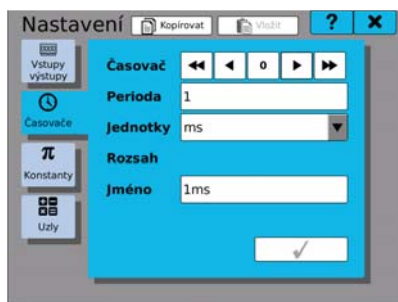 Nastavení Kopírovat Vložit ? ✖
Vstupy
výstupy
Časovače
π
Konstanty
Uzly
Časovač ◀◀ ◀ 0 ▶ ▶▶
Perioda 1
Jednotky ms
Rozsah
Jméno 1ms